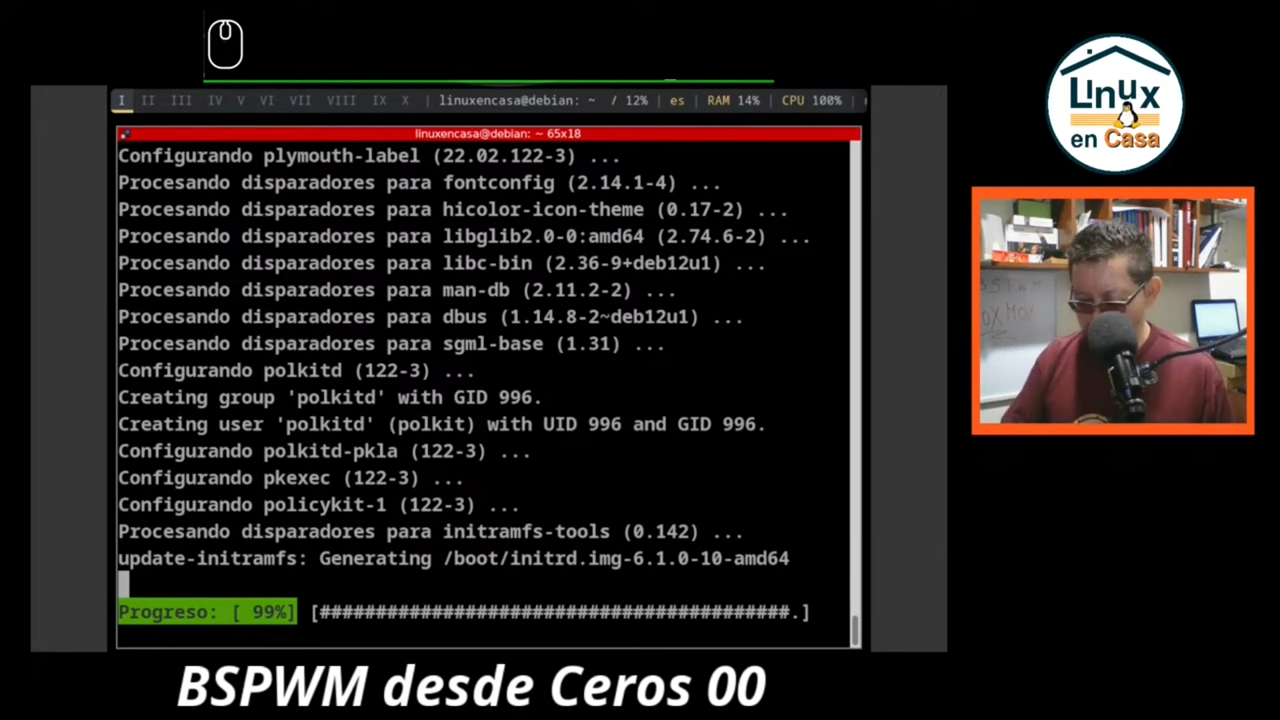 I II III IV V VI VII VIII IX X | linuxencasa@debian: ~ / 12% | es | RAM 14% | CPU 100% |
linuxencasa@debian: ~ 65x18
Configurando plymouth-label (22.02.122-3) ...
Procesando disparadores para fontconfig (2.14.1-4) ...
Procesando disparadores para hicolor-icon-theme (0.17-2) ...
Procesando disparadores para libglib2.0-0:amd64 (2.74.6-2) ...
Procesando disparadores para libc-bin (2.36-9+deb12u1) ...
Procesando disparadores para man-db (2.11.2-2) ...
Procesando disparadores para dbus (1.14.8-2~deb12u1) ...
Procesando disparadores para sgml-base (1.31) ...
Configurando polkitd (122-3) ...
Creating group 'polkitd' with GID 996.
Creating user 'polkitd' (polkit) with UID 996 and GID 996.
Configurando polkitd-pkla (122-3) ...
Configurando pkexec (122-3) ...
Configurando policykit-1 (122-3) ...
Procesando disparadores para initramfs-tools (0.142) ...
update-initramfs: Generating /boot/initrd.img-6.1.0-10-amd64
Progreso: [ 99%] [##########################################.]
Linux
en Casa
BSPWM desde Ceros 00